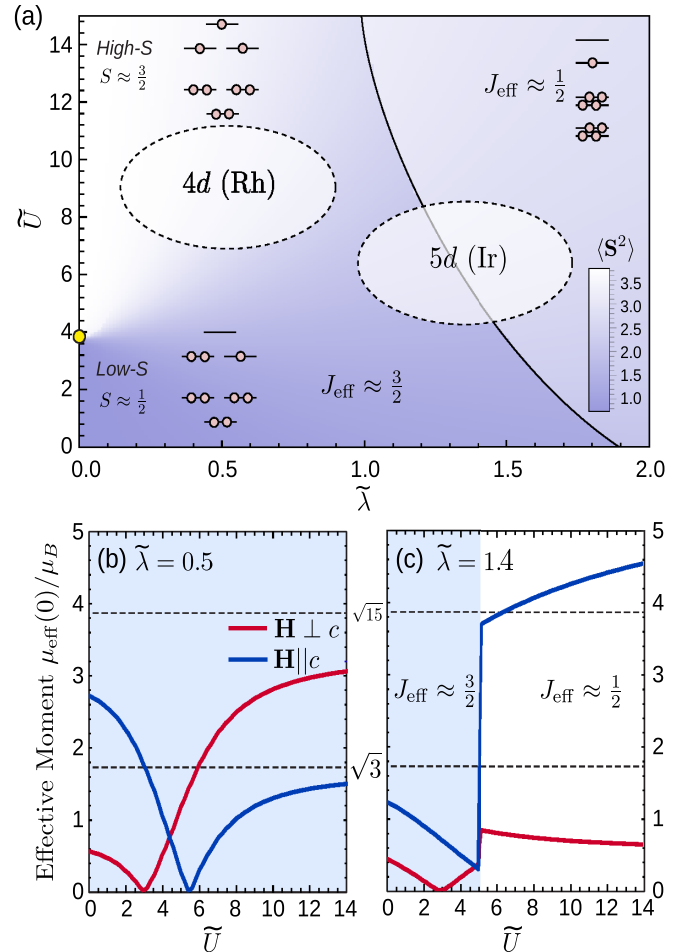 (a)
High-S
S ≈ 3/2
J_eff ≈ 1/2
4d (Rh)
5d (Ir)
⟨S²⟩
3.5
3.0
2.5
2.0
1.5
1.0
Low-S
S ≈ 1/2
J_eff ≈ 3/2
14
12
10
8
6
4
2
0
Ũ
0.0 0.5 1.0 1.5 2.0
λ̃
(b) λ̃ = 0.5
H ⊥ c
H||c
5
4
3
2
1
0
Effective Moment μ_eff(0)/μ_B
0 2 4 6 8 10 12 14
Ũ
√15
√3
(c) λ̃ = 1.4
J_eff ≈ 3/2
J_eff ≈ 1/2
5
4
3
2
1
0
0 2 4 6 8 10 12 14
Ũ